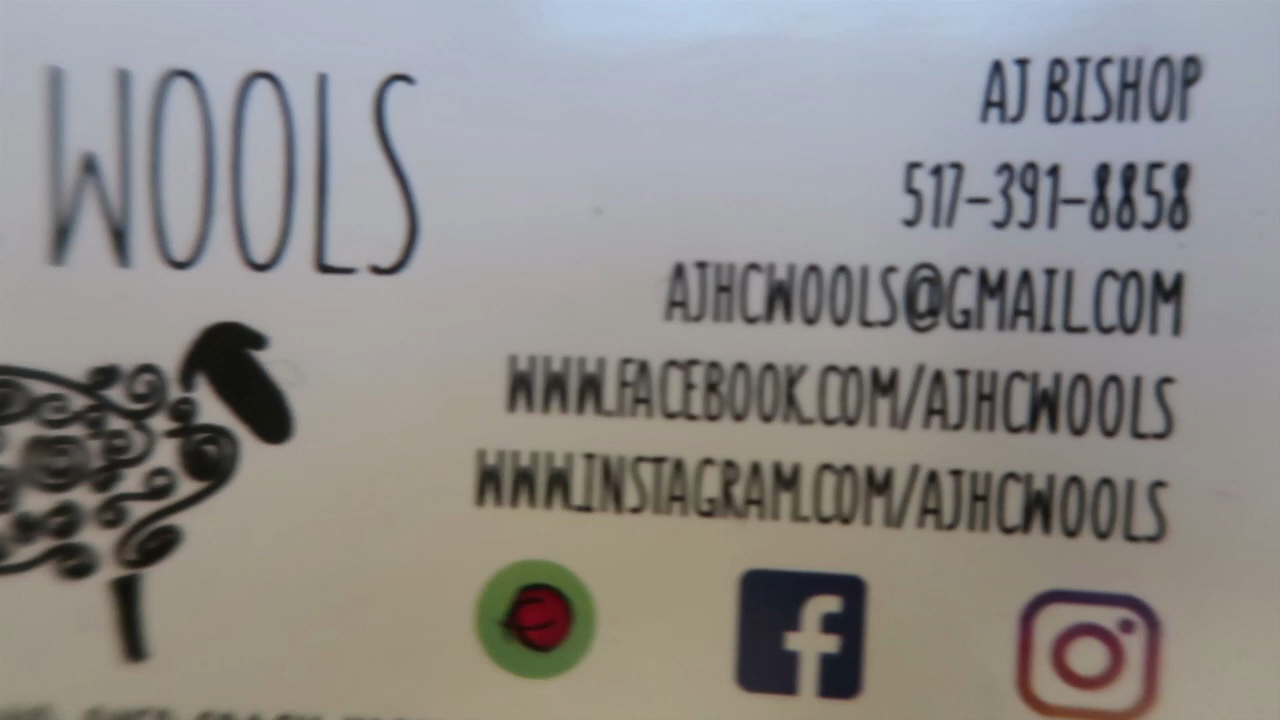 WOOLS
AJ BISHOP
517-391-8858
AJHCWOOLS@GMAIL.COM
WWW.FACEBOOK.COM/AJHCWOOLS
WWW.INSTAGRAM.COM/AJHCWOOLS